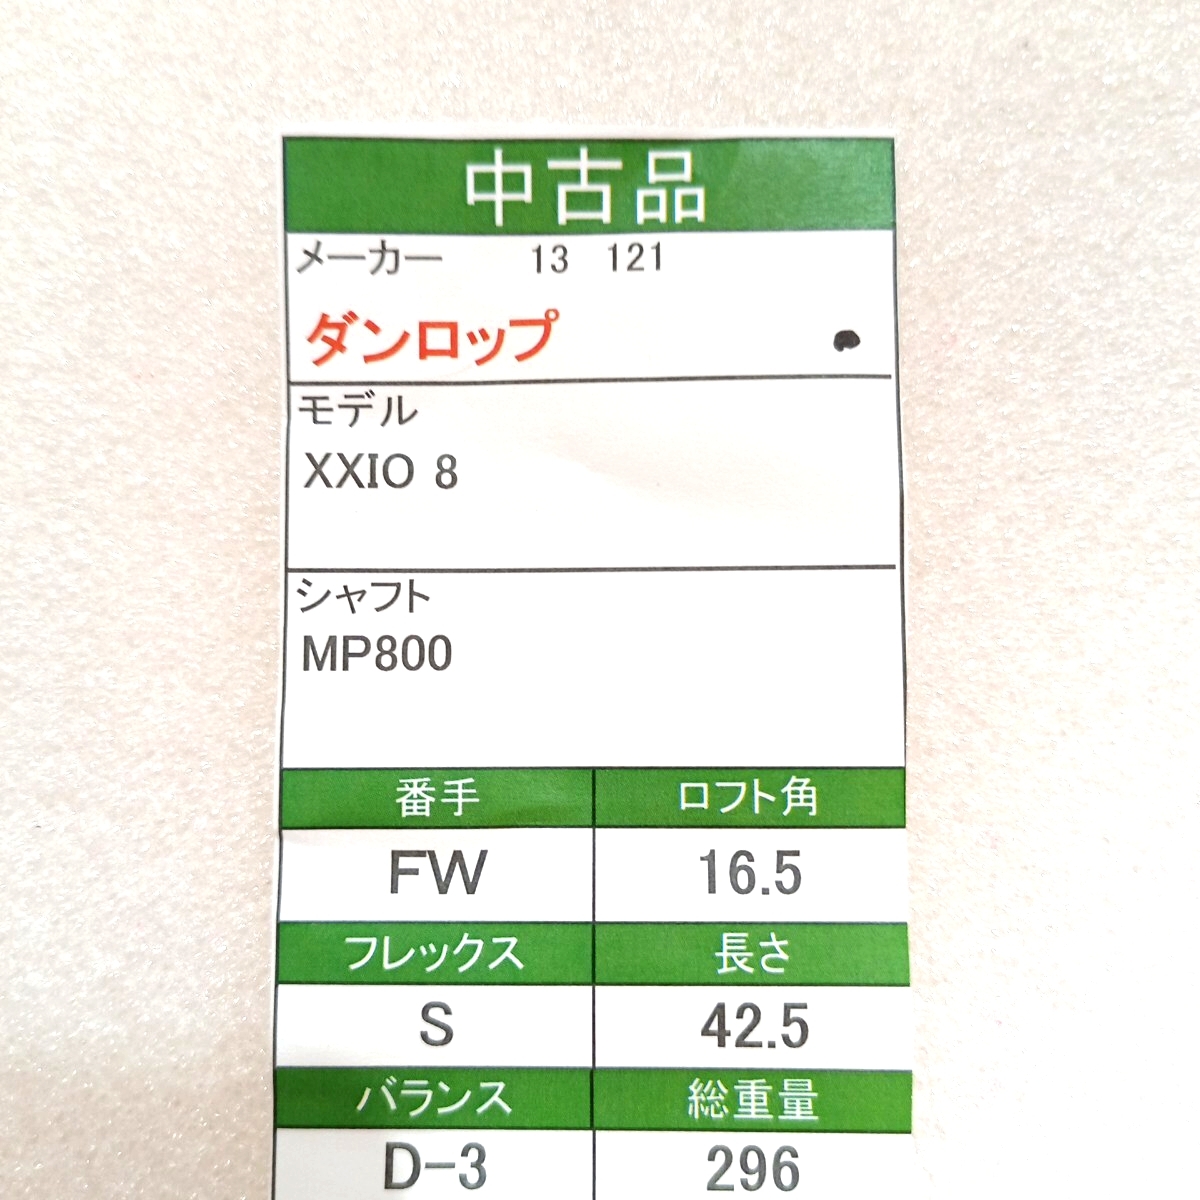 中古品
メーカー 13 121
ダンロップ
モデル
XXIO 8
シャフト
MP800
番手 ロフト角
FW 16.5
フレックス 長さ
S 42.5
バランス 総重量
D-3 296